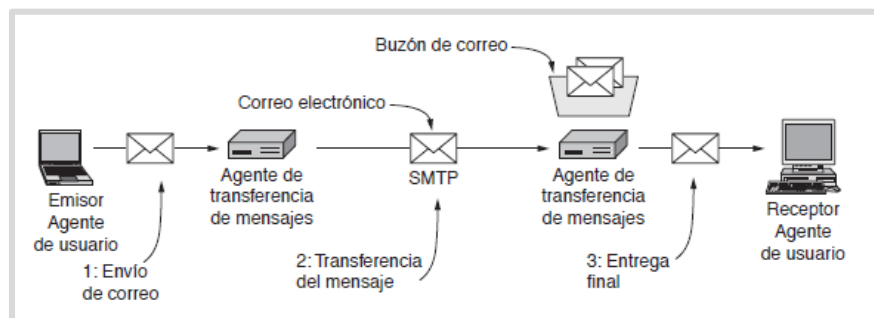 Buzón de correo
Correo electrónico
Emisor
Agente
de usuario
Agente de
transferencia
de mensajes
SMTP
Agente de
transferencia
de mensajes
Receptor
Agente
de usuario
1: Envío
de correo
2: Transferencia
del mensaje
3: Entrega
final